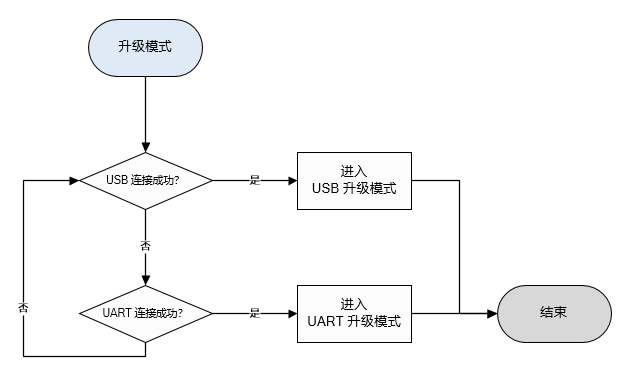 升级模式
USB 连接成功?
是
进入
USB 升级模式
否
否
UART 连接成功?
是
进入
UART 升级模式
结束